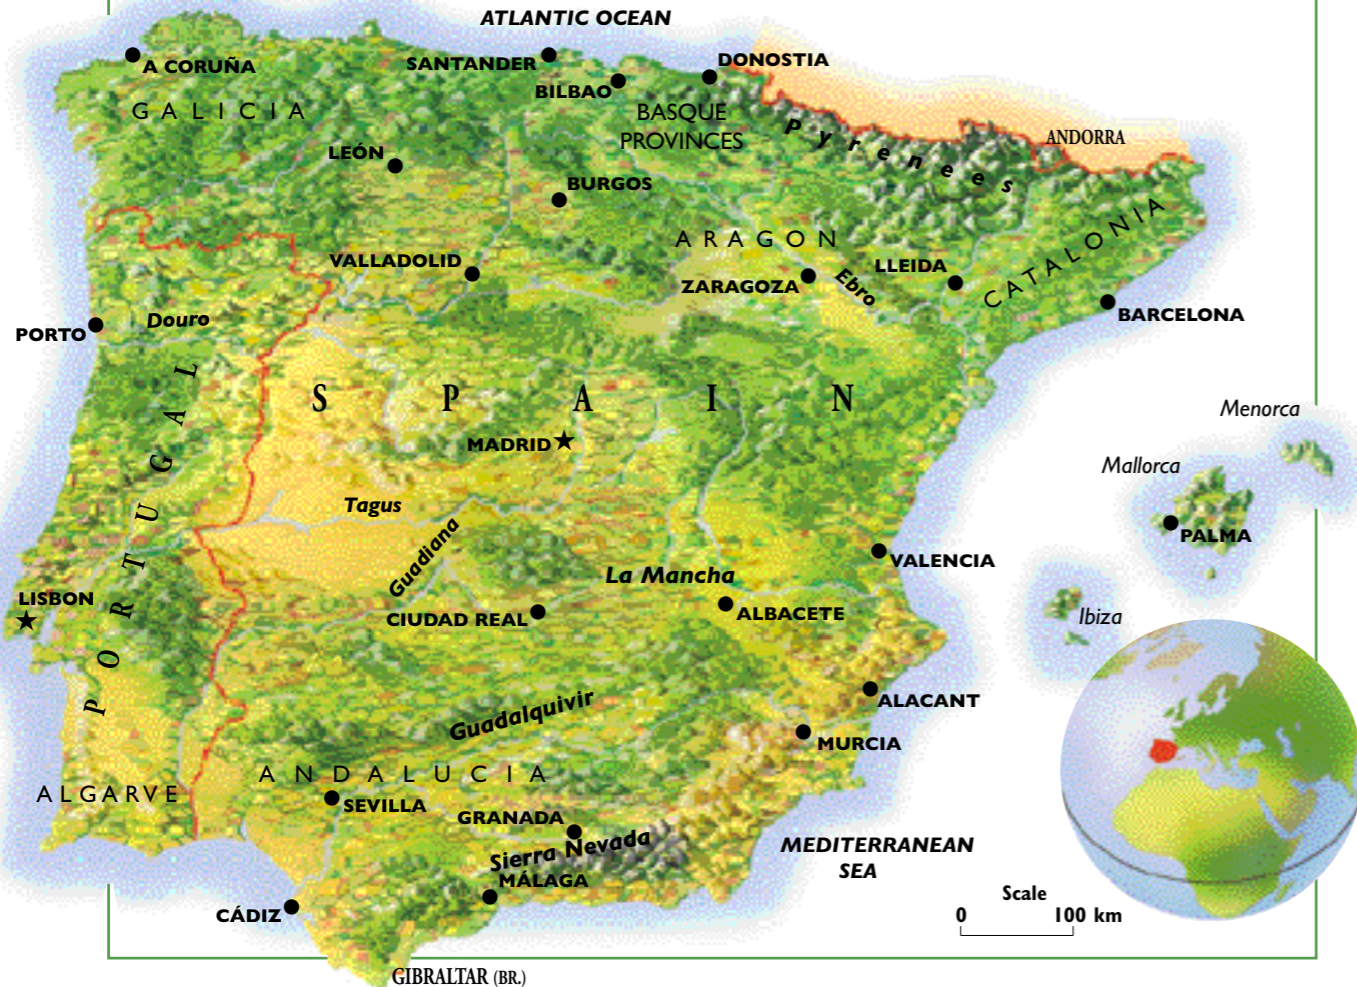 ATLANTIC OCEAN
A CORUÑA
SANTANDER
DONOSTIA
BILBAO
GALICIA
BASQUE
PROVINCES
Pyrenees
ANDORRA
LEÓN
BURGOS
ARAGON
CATALONIA
VALLADOLID
ZARAGOZA
Ebro
LLEIDA
BARCELONA
PORTO
Douro
SPAIN
PORTUGAL
MADRID
Menorca
Mallorca
PALMA
Tagus
Guadiana
La Mancha
VALENCIA
LISBON
CIUDAD REAL
ALBACETE
Ibiza
Guadalquivir
ALACANT
MURCIA
ANDALUCIA
ALGARVE
SEVILLA
GRANADA
Sierra Nevada
MÁLAGA
MEDITERRANEAN
SEA
CÁDIZ
Scale
0 100 km
GIBRALTAR (BR.)